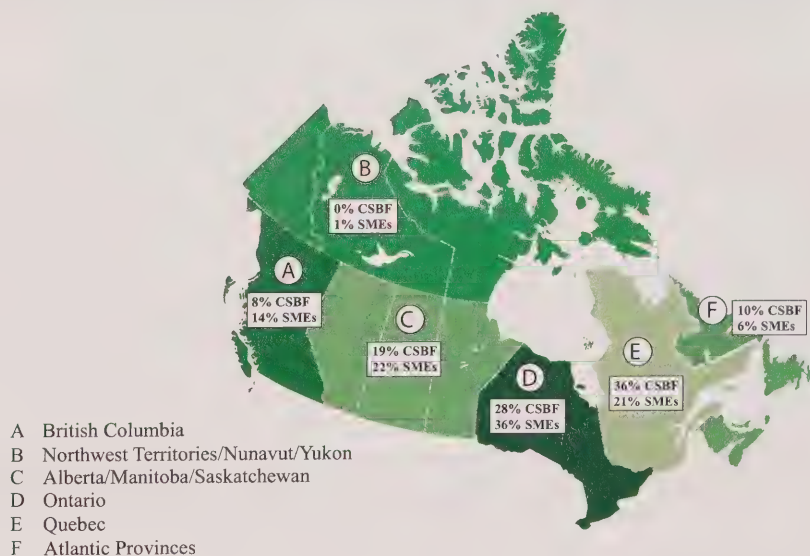 B
0% CSBF
1% SMEs
A
8% CSBF
14% SMEs
C
19% CSBF
22% SMEs
D
28% CSBF
36% SMEs
E
36% CSBF
21% SMEs
F
10% CSBF
6% SMEs
A British Columbia
B Northwest Territories/Nunavut/Yukon
C Alberta/Manitoba/Saskatchewan
D Ontario
E Quebec
F Atlantic Provinces